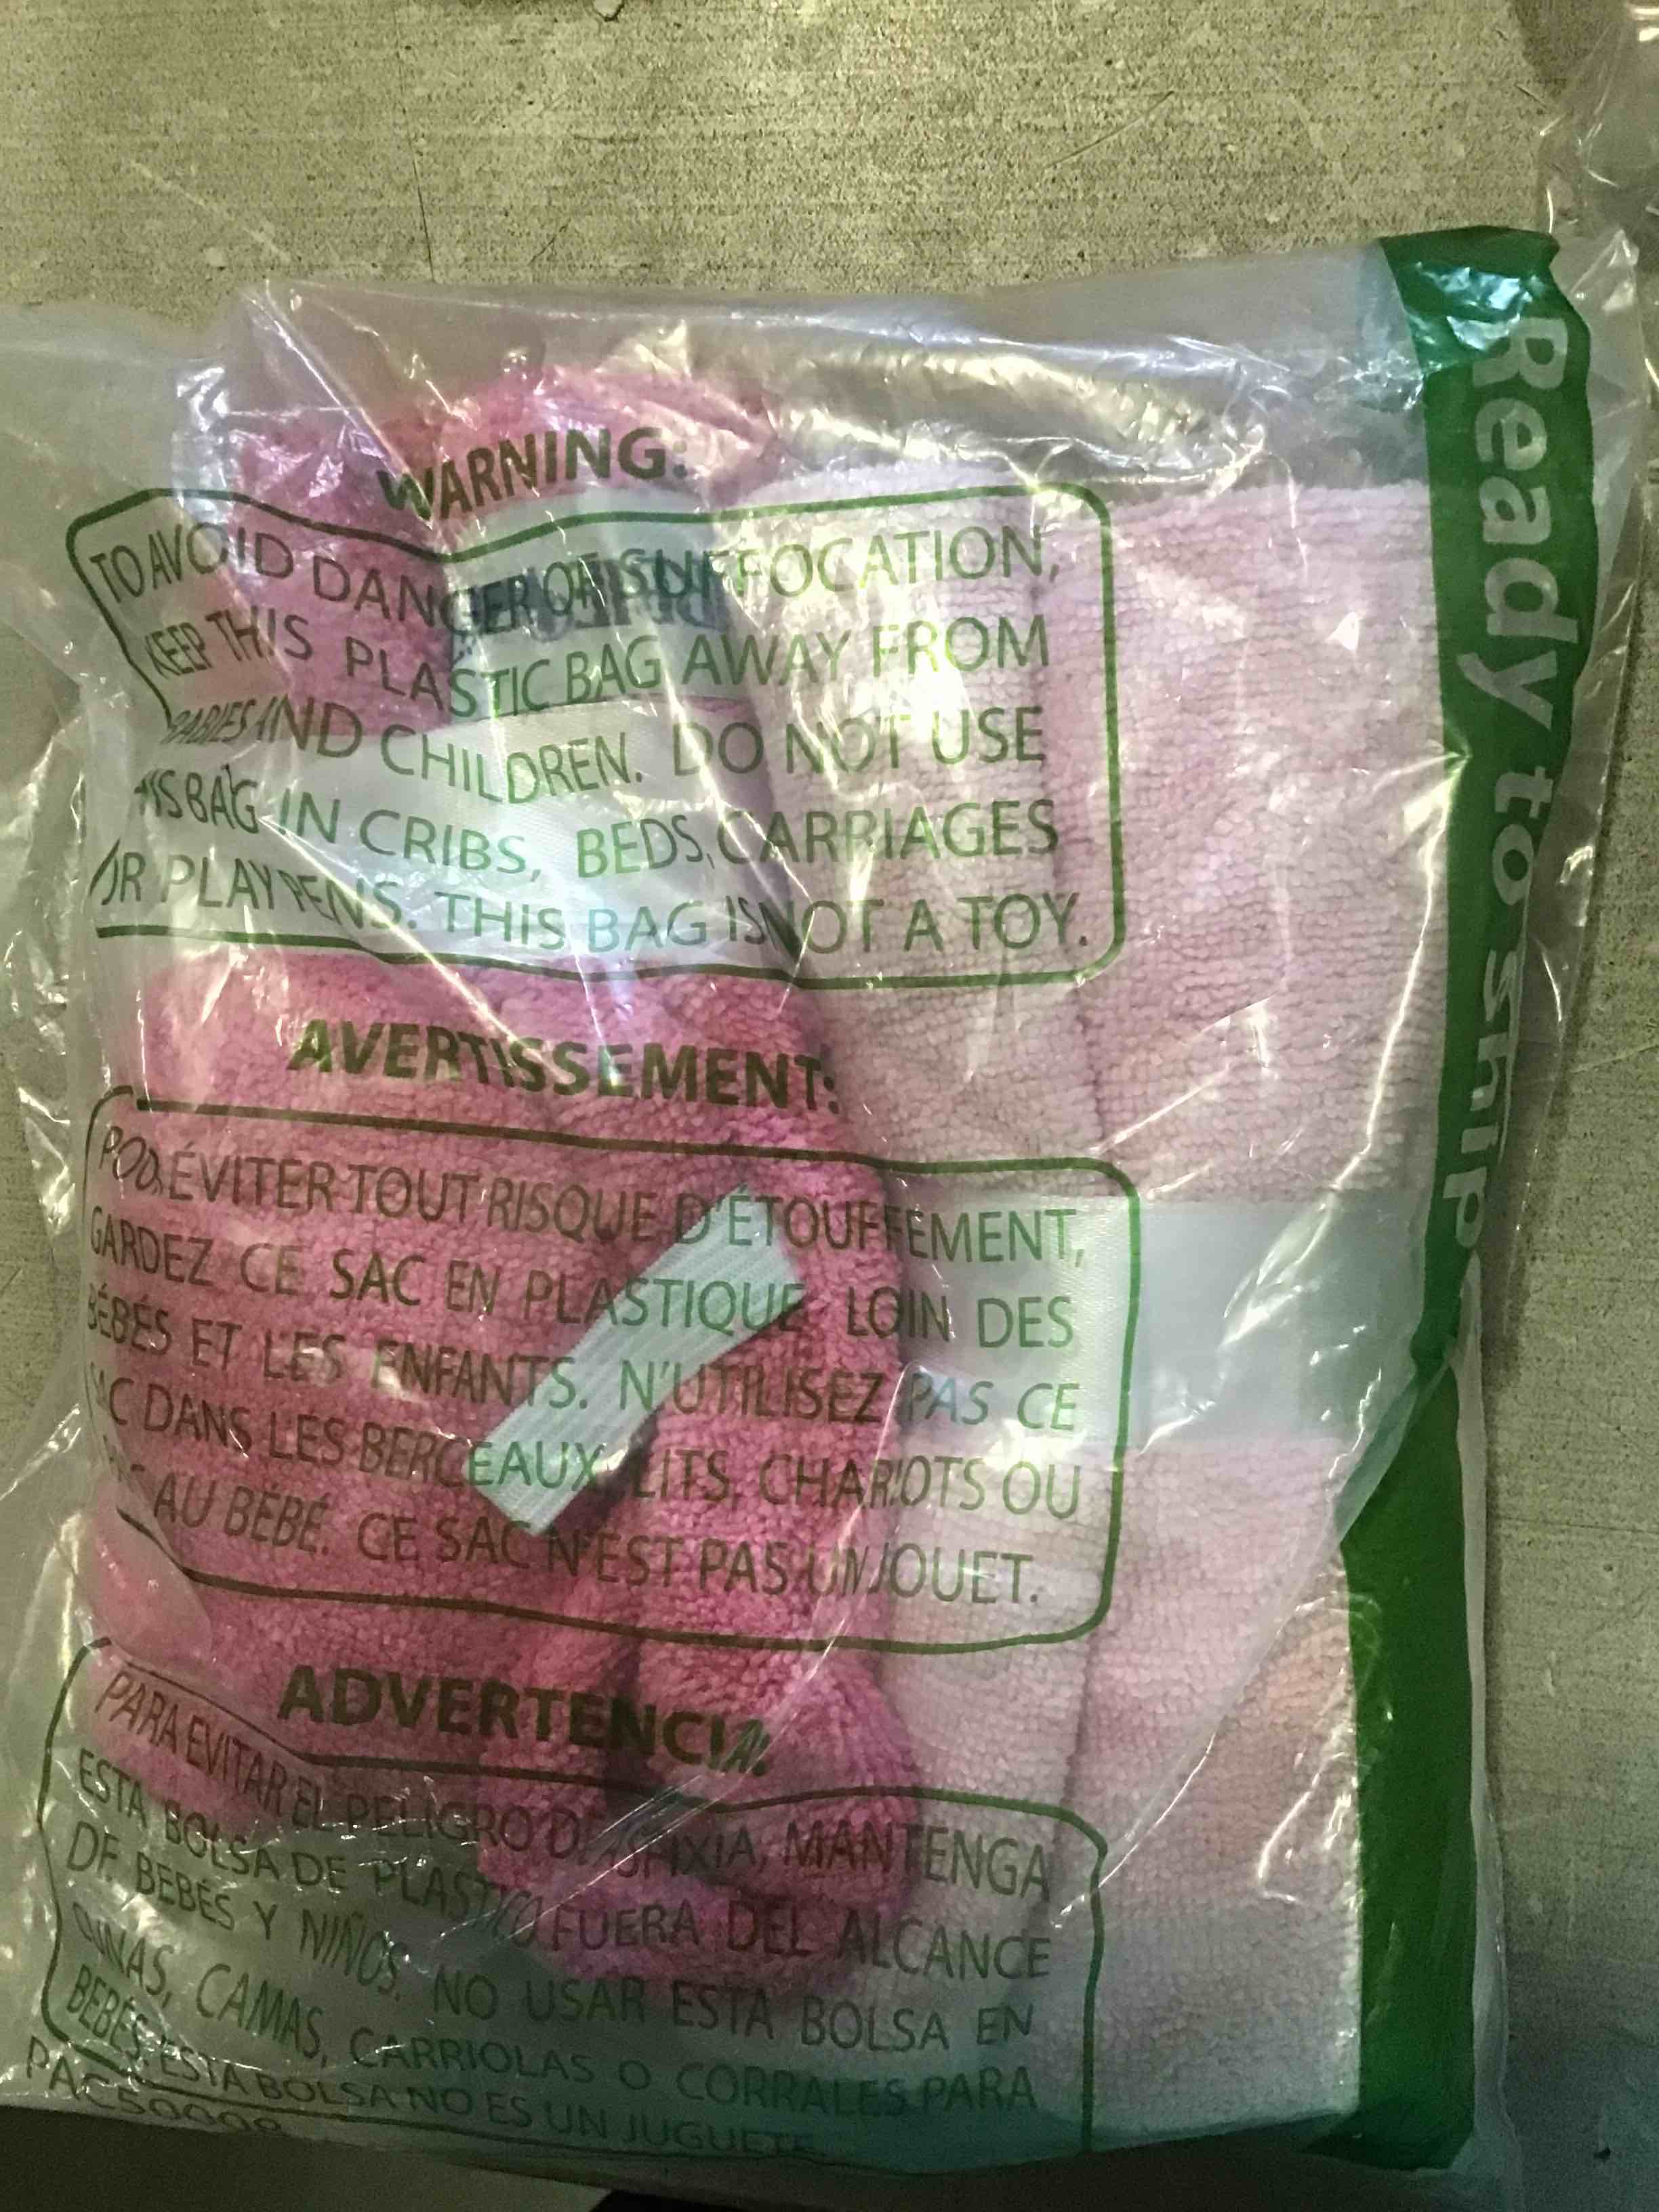 WARNING:
TO AVOID DANGER OF SUFFOCATION,
KEEP THIS PLASTIC BAG AWAY FROM
BABIES AND CHILDREN. DO NOT USE
THIS BAG IN CRIBS, BEDS, CARRIAGES
OR PLAYPENS. THIS BAG IS NOT A TOY.
AVERTISSEMENT:
ÉVITER TOUT RISQUE D'ÉTOUFFEMENT,
GARDEZ CE SAC EN PLASTIQUE LOIN DES
BÉBÉS ET LES ENFANTS. N'UTILISEZ PAS CE
SAC DANS LES BERCEAUX, LITS, CHARIOTS OU
AU BÉBÉ. CE SAC N'EST PAS UN JOUET.
ADVERTENCIA:
PARA EVITAR EL PELIGRO DE ASFIXIA, MANTENGA
ESTA BOLSA DE PLASTICO FUERA DEL ALCANCE
DE BEBÉS Y NIÑOS. NO USAR ESTA BOLSA EN
CUNAS, CAMAS, CARRIOLAS O CORRALES PARA
BEBÉS. ESTA BOLSA NO ES UN JUGUETE
PAC50098
Ready to ship